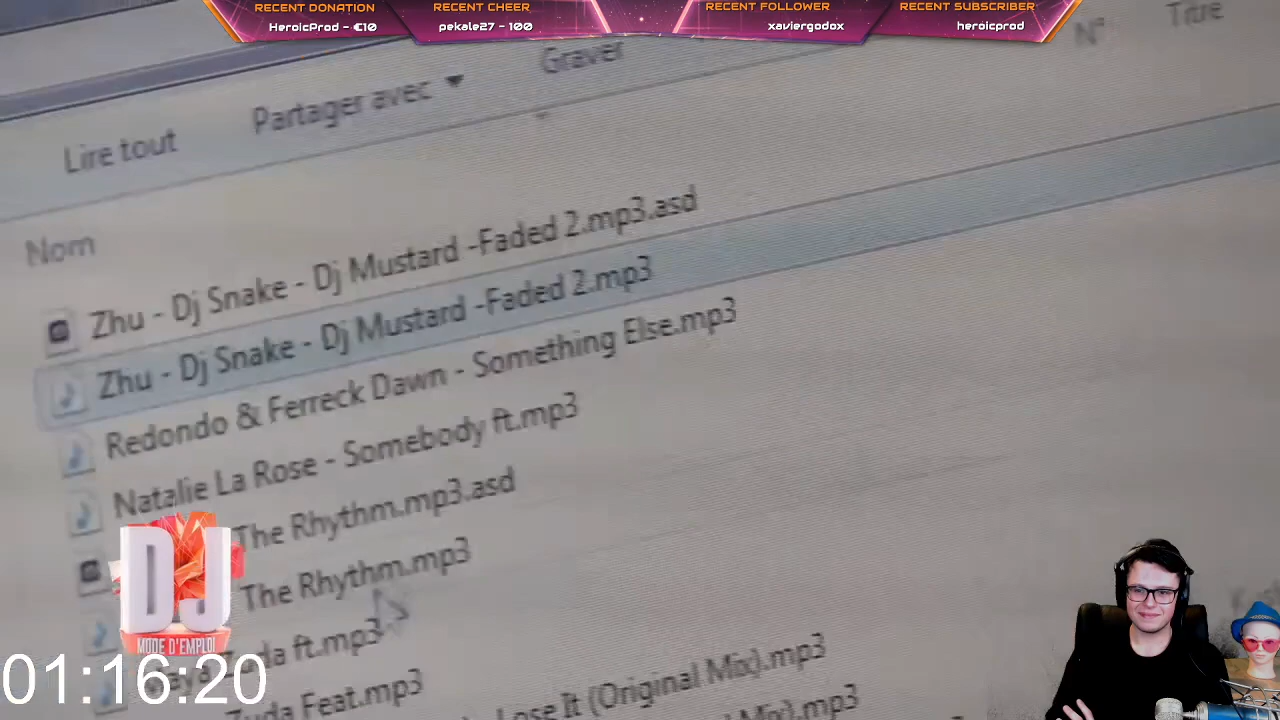 RECENT DONATION
HeroicProd - €10
RECENT CHEER
pekale27 - 100
RECENT FOLLOWER
xaviergodox
RECENT SUBSCRIBER
heroicprod
Lire tout
Partager avec
Graver
N°
Titre
Nom
Zhu - Dj Snake - Dj Mustard -Faded 2.mp3.asd
Zhu - Dj Snake - Dj Mustard -Faded 2.mp3
Redondo & Ferreck Dawn - Something Else.mp3
Natalie La Rose - Somebody ft.mp3
The Rhythm.mp3.asd
The Rhythm.mp3
ft.mp3
Feat.mp3
Lose It (Original Mix).mp3
Mix).mp3
DJ
MODE D'EMPLOI
01:16:20